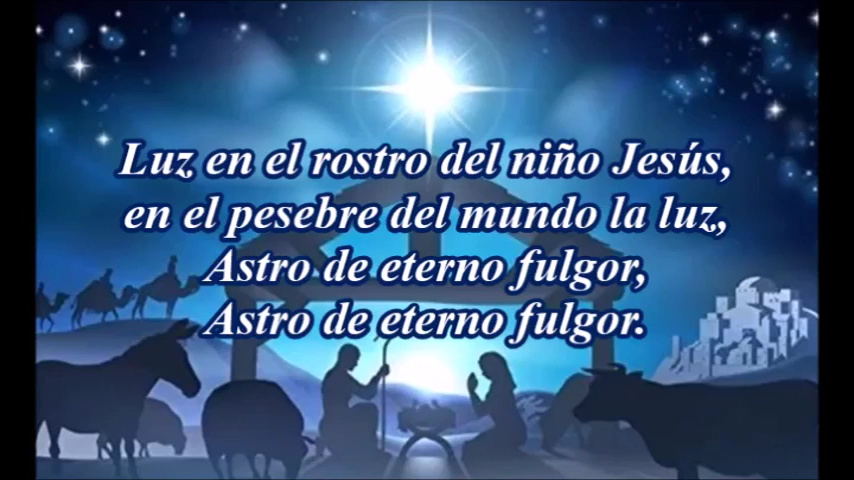 Luz en el rostro del niño Jesús,
en el pesebre del mundo la luz,
Astro de eterno fulgor,
Astro de eterno fulgor.